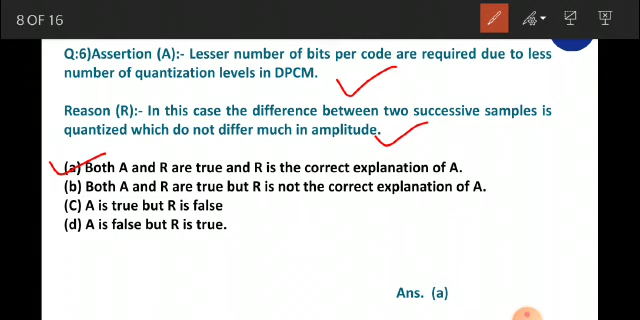 8 OF 16
Q:6)Assertion (A):- Lesser number of bits per code are required due to less
number of quantization levels in DPCM.
Reason (R):- In this case the difference between two successive samples is
quantized which do not differ much in amplitude.
(a) Both A and R are true and R is the correct explanation of A.
(b) Both A and R are true but R is not the correct explanation of A.
(C) A is true but R is false
(d) A is false but R is true.
Ans. (a)